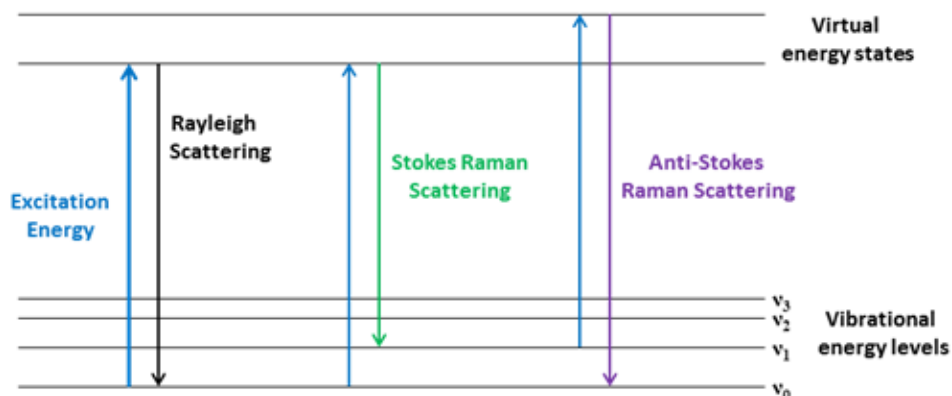 Virtual
energy states
Rayleigh
Scattering
Stokes Raman
Scattering
Anti-Stokes
Raman Scattering
Excitation
Energy
ν3
ν2
ν1
ν0
Vibrational
energy levels